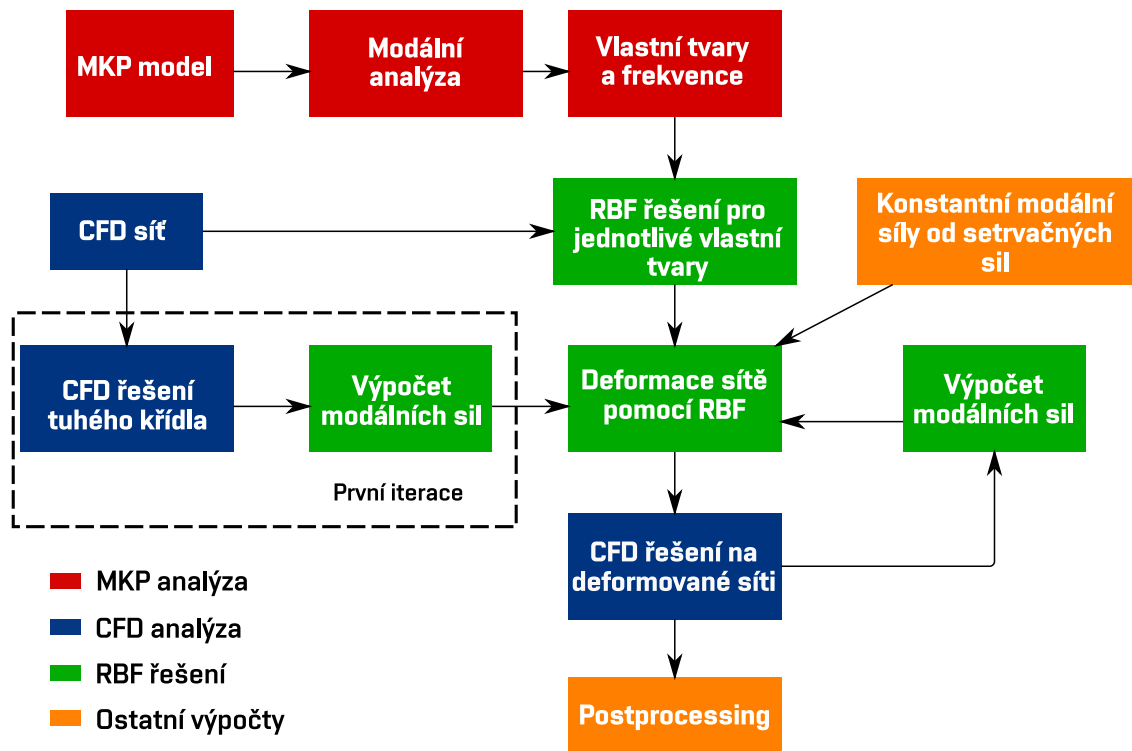 MKP model
Modální
analýza
Vlastní tvary
a frekvence
CFD síť
RBF řešení pro
jednotlivé vlastní
tvary
Konstantní modální
síly od setrvačných
sil
CFD řešení
tuhého křídla
Výpočet
modálních sil
Deformace sítě
pomocí RBF
Výpočet
modálních sil
První iterace
CFD řešení na
deformované síti
MKP analýza
CFD analýza
RBF řešení
Ostatní výpočty
Postprocessing